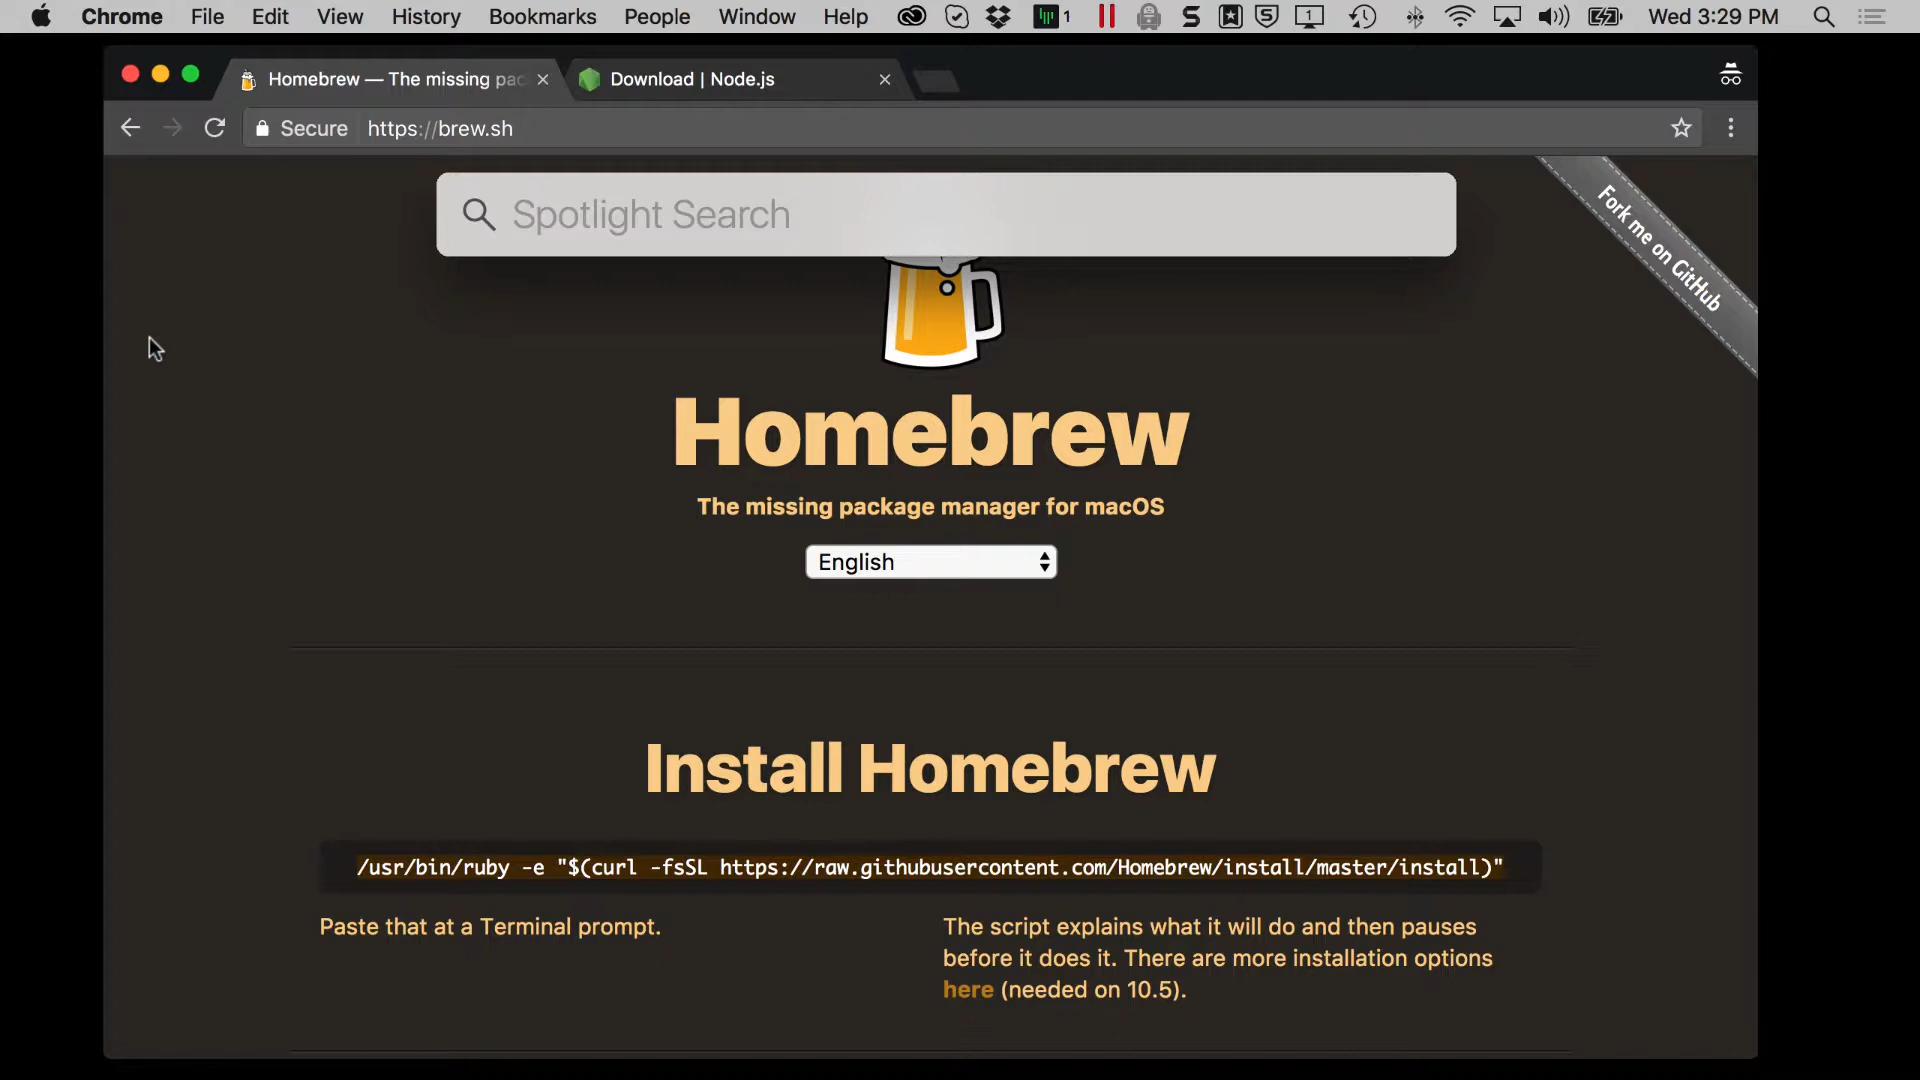 Chrome File Edit View History Bookmarks People Window Help 1 1 Wed 3:29 PM
Homebrew — The missing pac
Download | Node.js
Secure https://brew.sh
Spotlight Search
Fork me on GitHub
Homebrew
The missing package manager for macOS
English
Install Homebrew
/usr/bin/ruby -e "$(curl -fsSL https://raw.githubusercontent.com/Homebrew/install/master/install)"
Paste that at a Terminal prompt.
The script explains what it will do and then pauses
before it does it. There are more installation options
here (needed on 10.5).